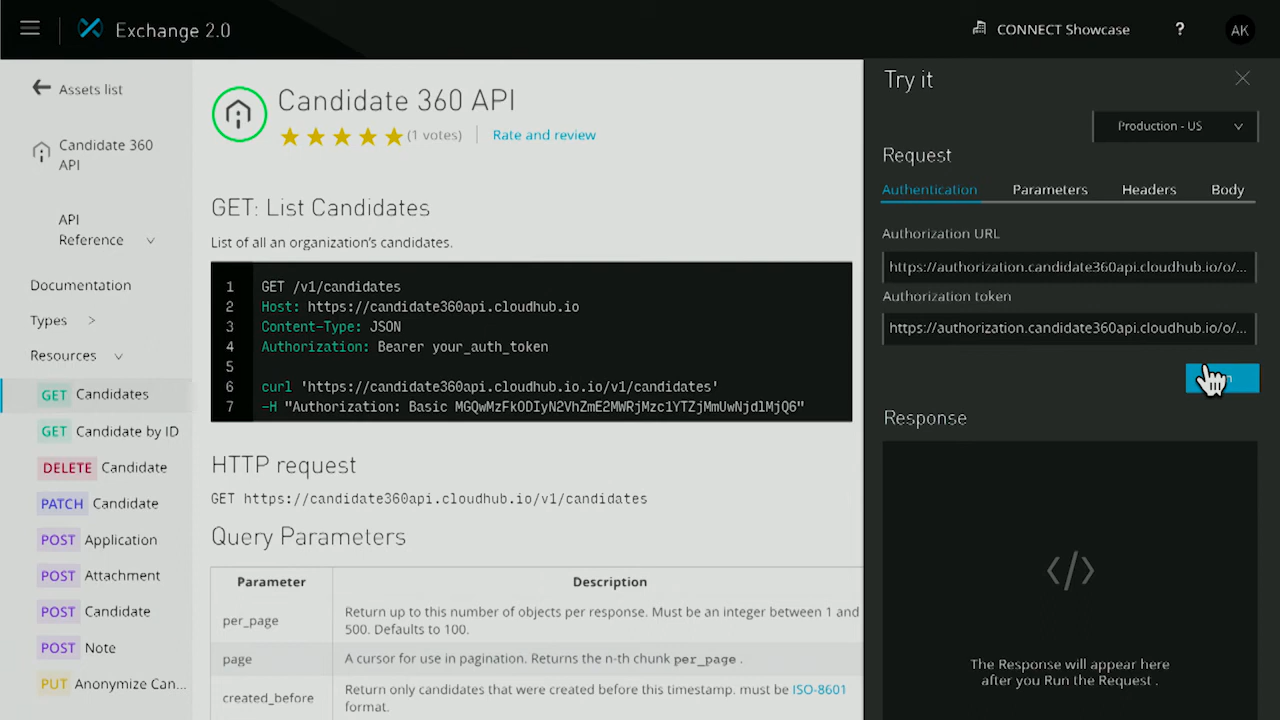 Exchange 2.0
CONNECT Showcase
?
AK
Assets list
Candidate 360
API
API
Reference
Documentation
Types
Resources
GET Candidates
GET Candidate by ID
DELETE Candidate
PATCH Candidate
POST Application
POST Attachment
POST Candidate
POST Note
PUT Anonymize Can...
Candidate 360 API
(1 votes)
Rate and review
GET: List Candidates
List of all an organization's candidates.
1 GET /v1/candidates
2 Host: https://candidate360api.cloudhub.io
3 Content-Type: JSON
4 Authorization: Bearer your_auth_token
5
6 curl 'https://candidate360api.cloudhub.io.io/v1/candidates'
7 -H "Authorization: Basic MGQwMzFkODIyN2VhZmE2MWRjMzc1YTZjMmUwNjdlMjQ6"
HTTP request
GET https://candidate360api.cloudhub.io/v1/candidates
Query Parameters
Parameter Description
per_page Return up to this number of objects per response. Must be an integer between 1 and
500. Defaults to 100.
page A cursor for use in pagination. Returns the n-th chunk per_page .
created_before Return only candidates that were created before this timestamp. must be ISO-8601
format.
Try it
Production - US
Request
Authentication Parameters Headers Body
Authorization URL
https://authorization.candidate360api.cloudhub.io/o/...
Authorization token
https://authorization.candidate360api.cloudhub.io/o/...
Response
</>
The Response will appear here
after you Run the Request .